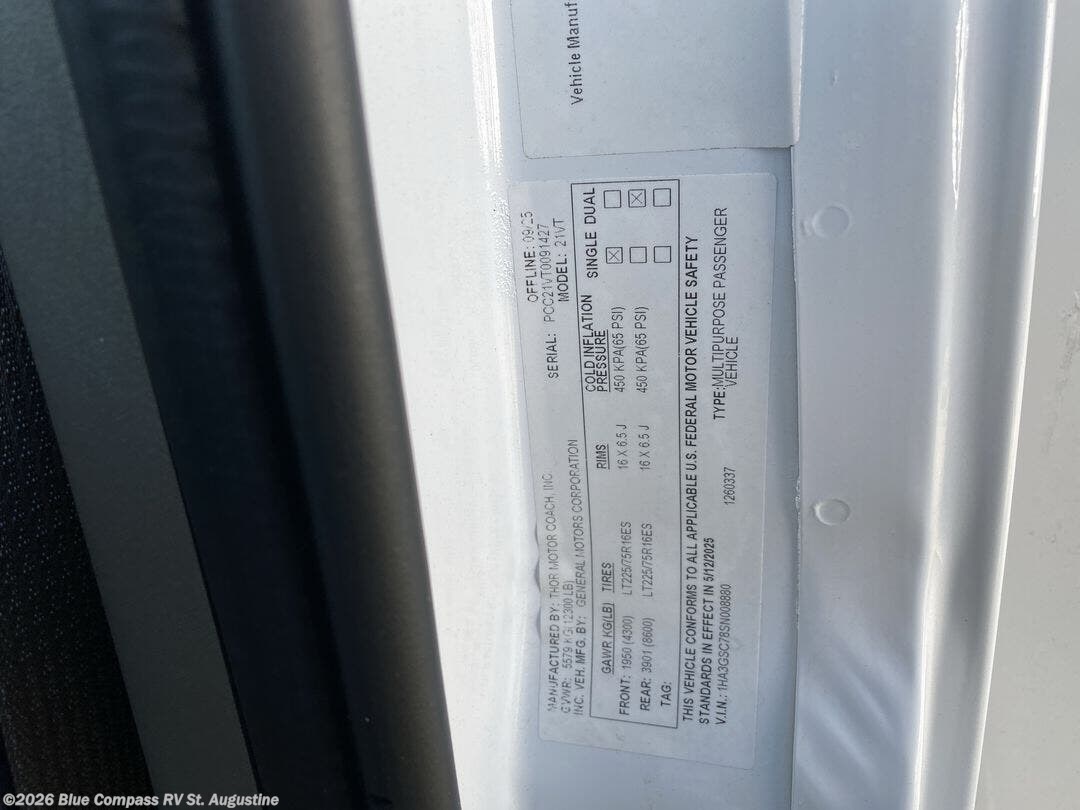 Vehicle Manuf
MANUFACTURED BY: THOR MOTOR COACH, INC. OFFLINE: 09/25
GVWR: 5579 KG( 12300 LB) SERIAL: PCC21VT0091427
INC. VEH. MFG. BY: GENERAL MOTORS CORPORATION MODEL: 21VT
GAWR KG(LB) TIRES RIMS COLD INFLATION PRESSURE SINGLE DUAL
FRONT: 1950 (4300) LT225/75R16ES 16 X 6.5 J 450 KPA(65 PSI) ☒ ☐
REAR: 3901 (8600) LT225/75R16ES 16 X 6.5 J 450 KPA(65 PSI) ☐ ☒
TAG: ☐ ☐
THIS VEHICLE CONFORMS TO ALL APPLICABLE U.S. FEDERAL MOTOR VEHICLE SAFETY
STANDARDS IN EFFECT IN 5/12/2025
V.I.N.: 1HA3GSC78SN008880 1260337 TYPE:MULTIPURPOSE PASSENGER
VEHICLE
©2026 Blue Compass RV St. Augustine